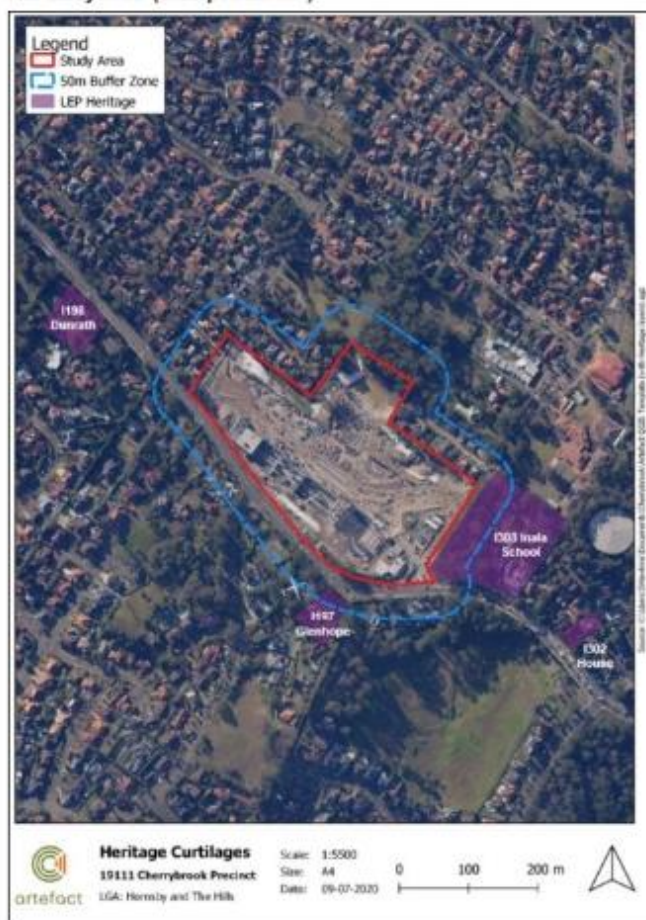 Legend
Study Area
50m Buffer Zone
LEP Heritage
I198
Dunrath
I303 Inala
School
I197
Glenhope
I302
House
artefact
Heritage Curtilages
19111 Cherrybrook Precinct
LGA: Hornsby and The Hills
Scale: 1:5500
Size: A4
Date: 09-07-2020
0 100 200 m